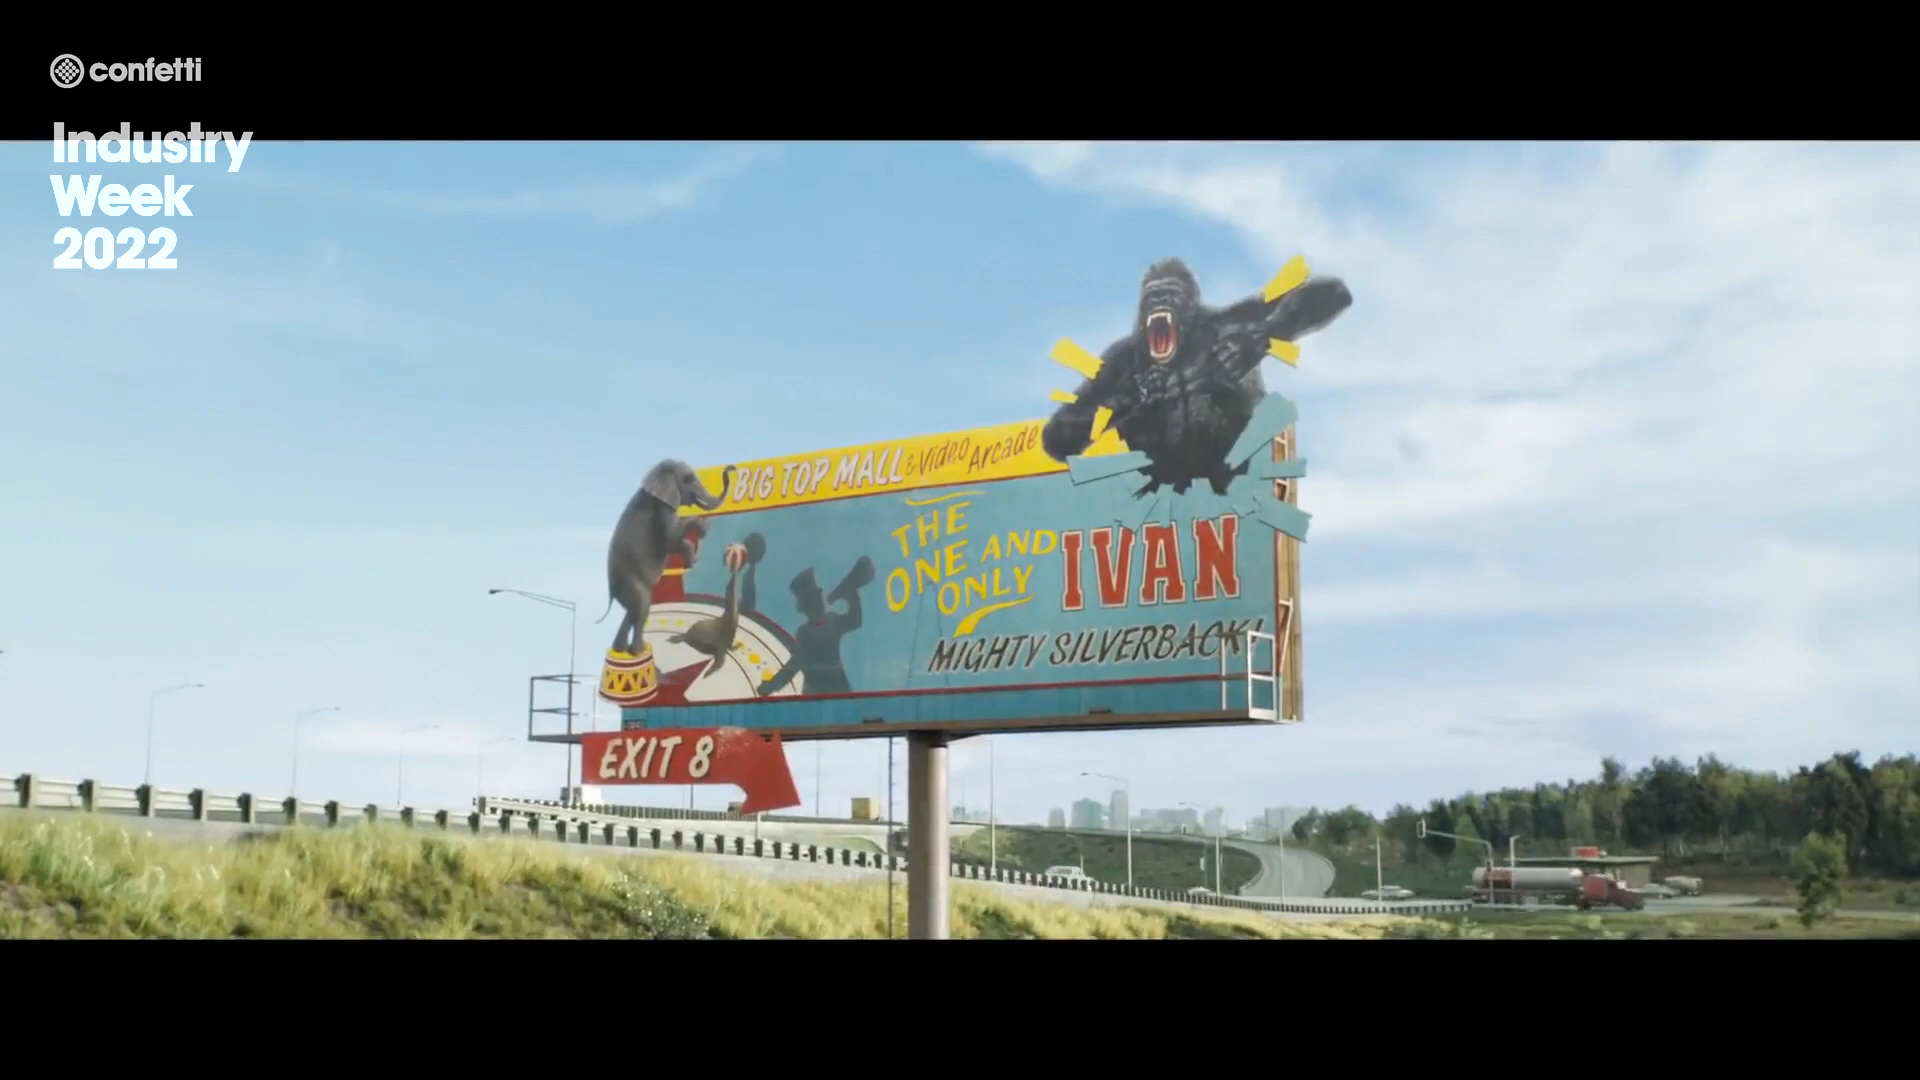 confetti
Industry
Week
2022
BIG TOP MALL & Video Arcade
THE
ONE AND
ONLY
IVAN
MIGHTY SILVERBACK!
EXIT 8